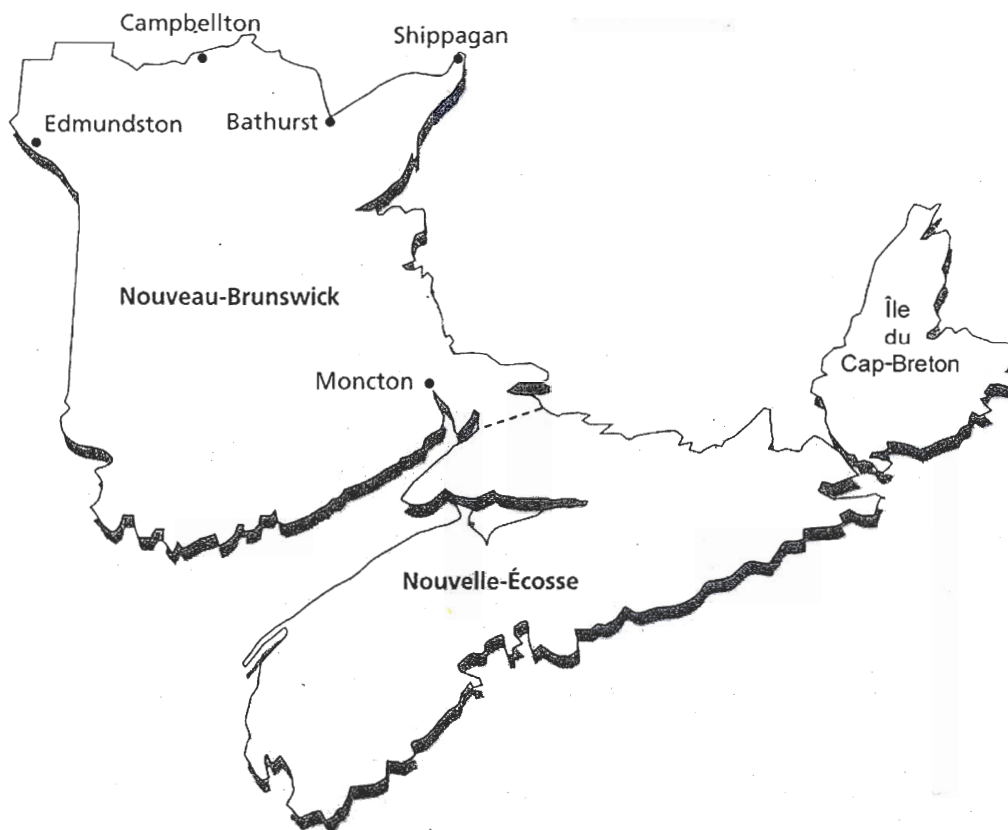 Campbellton
Shippagan
Edmundston
Bathurst
Nouveau-Brunswick
Île
du
Cap-Breton
Moncton
Nouvelle-Écosse